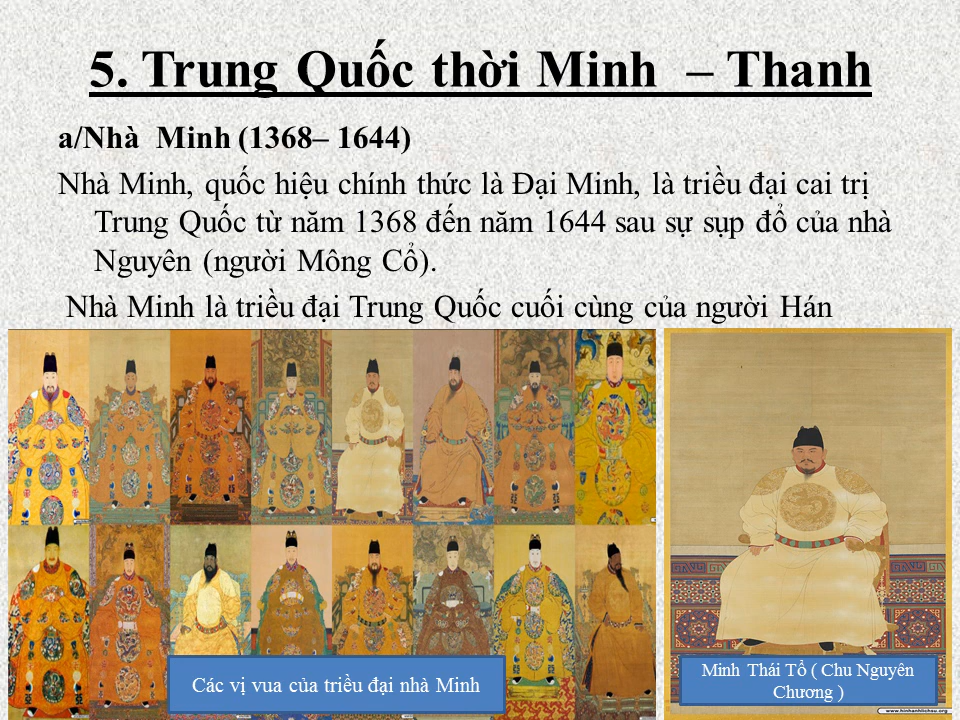 5. Trung Quốc thời Minh – Thanh
a/Nhà Minh (1368– 1644)
Nhà Minh, quốc hiệu chính thức là Đại Minh, là triều đại cai trị
Trung Quốc từ năm 1368 đến năm 1644 sau sự sụp đổ của nhà
Nguyên (người Mông Cổ).
Nhà Minh là triều đại Trung Quốc cuối cùng của người Hán
Các vị vua của triều đại nhà Minh
Minh Thái Tổ ( Chu Nguyên
Chương )
www.hinhanhlichsu.org